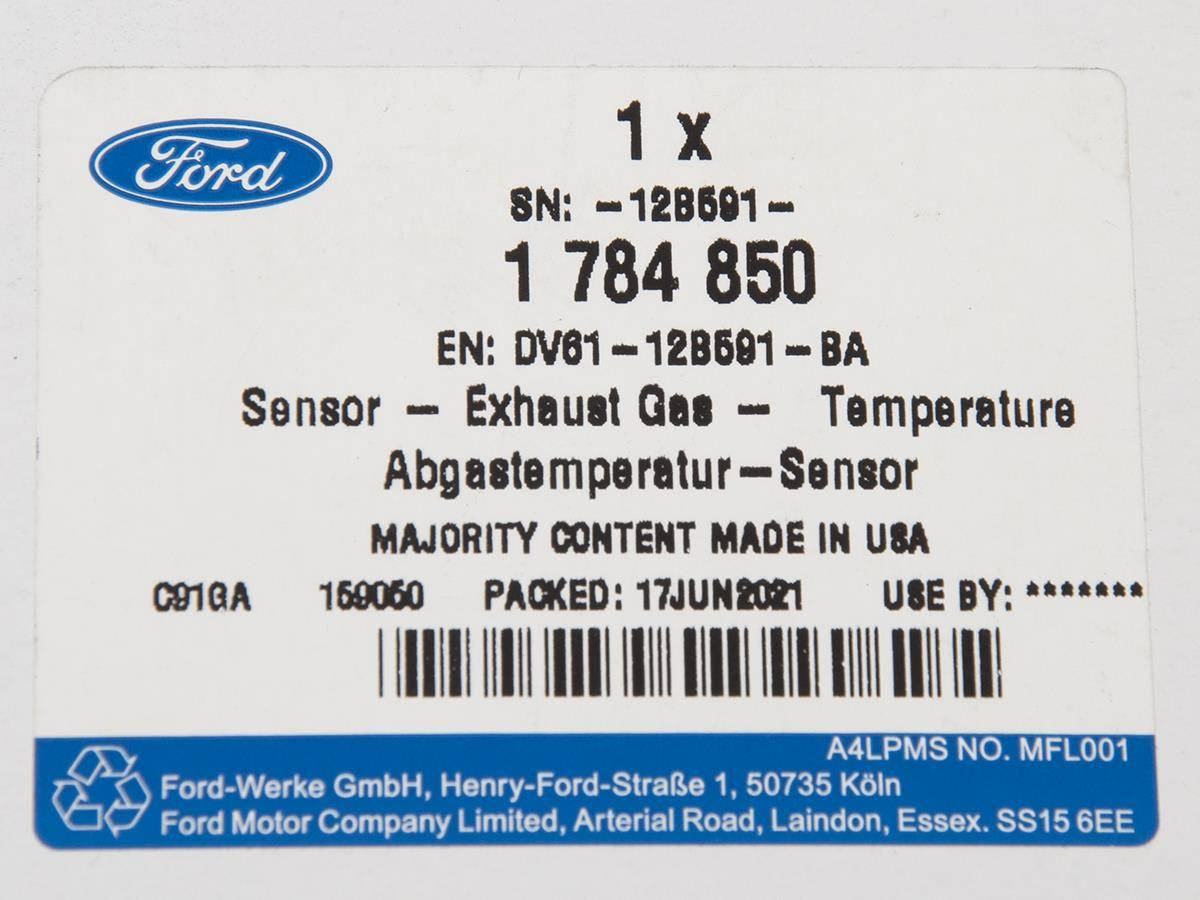 Ford
1 x
SN: -12B591-
1 784 850
EN: DV61-12B591-BA
Sensor - Exhaust Gas - Temperature
Abgastemperatur-Sensor
MAJORITY CONTENT MADE IN USA
C91GA 159050 PACKED: 17JUN2021 USE BY: *******
A4LPMS NO. MFL001
Ford-Werke GmbH, Henry-Ford-Straße 1, 50735 Köln
Ford Motor Company Limited, Arterial Road, Laindon, Essex. SS15 6EE